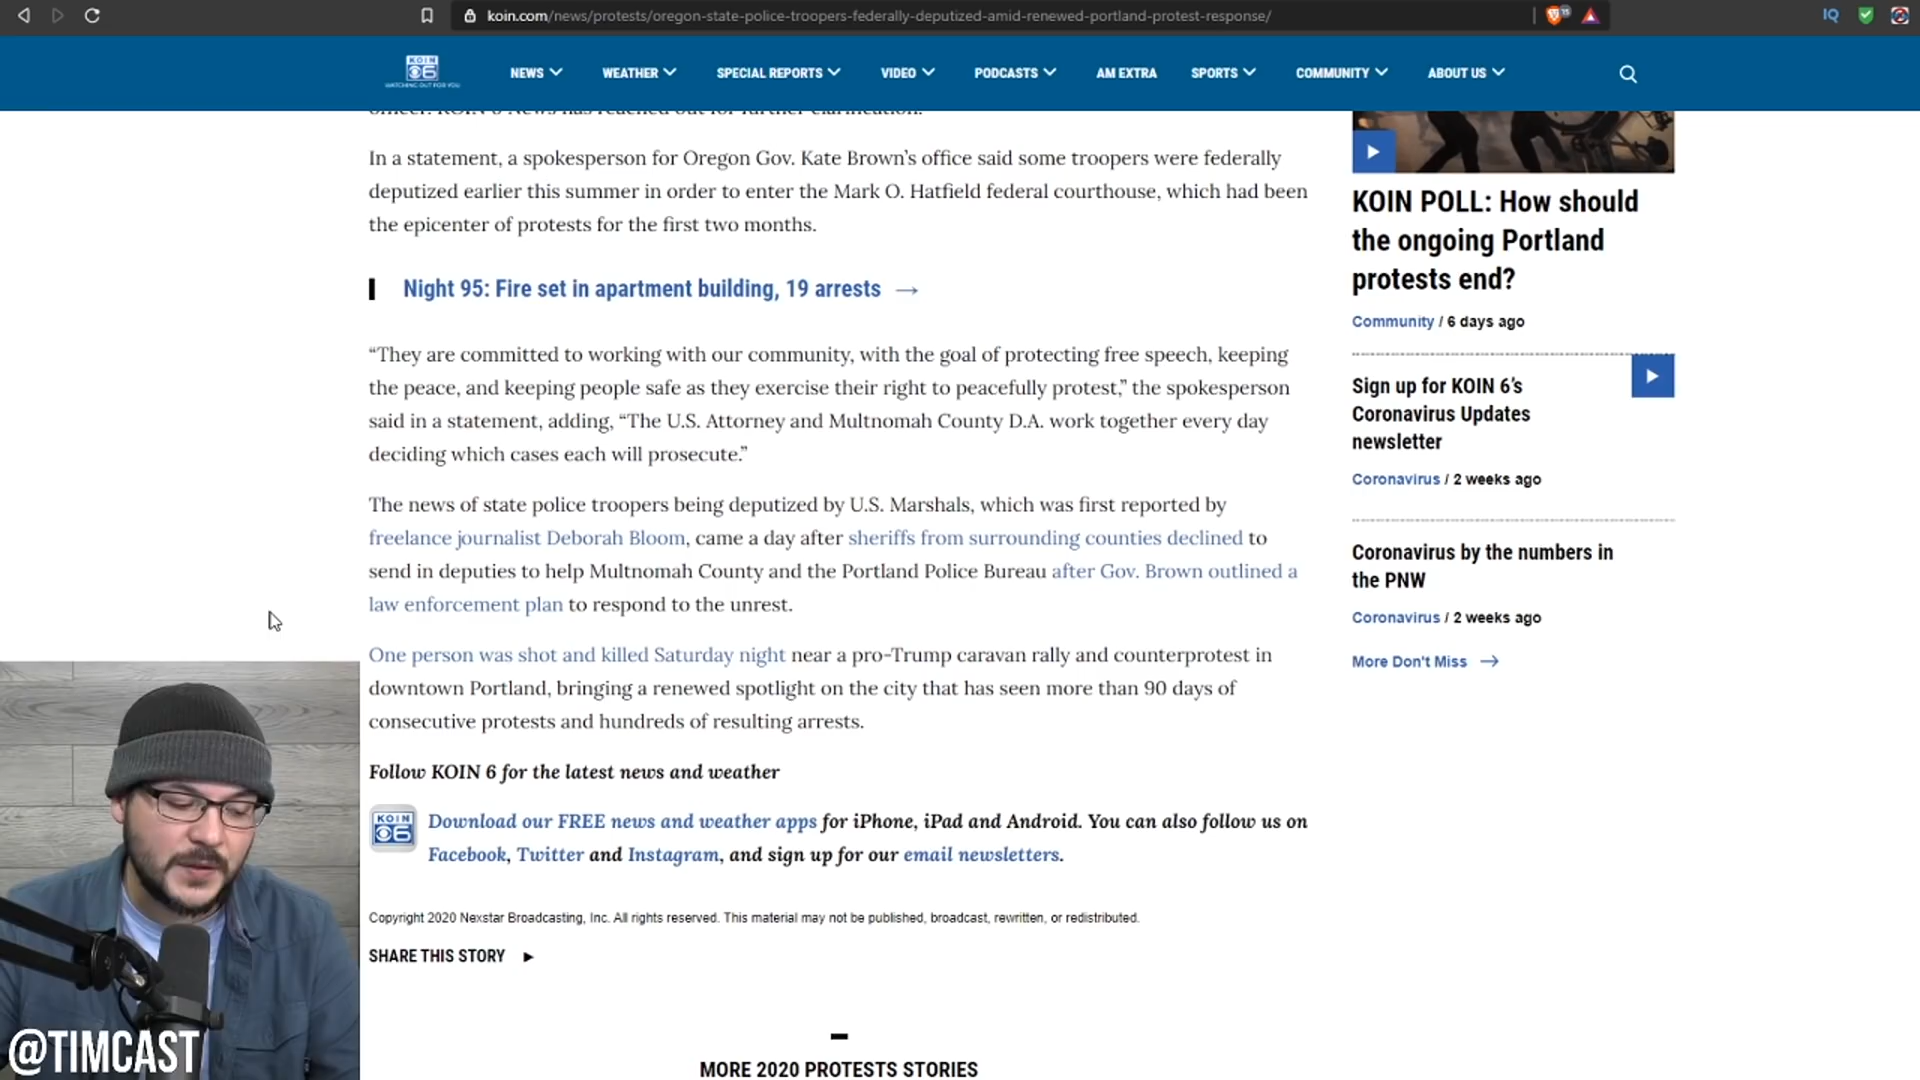 koin.com/news/protests/oregon-state-police-troopers-federally-deputized-amid-renewed-portland-protest-response/
15
IQ
KOIN
6
WATCHING OUT FOR YOU
NEWS
WEATHER
SPECIAL REPORTS
VIDEO
PODCASTS
AM EXTRA
SPORTS
COMMUNITY
ABOUT US
officer. KOIN 6 News has reached out for further clarification.
In a statement, a spokesperson for Oregon Gov. Kate Brown’s office said some troopers were federally
deputized earlier this summer in order to enter the Mark O. Hatfield federal courthouse, which had been
the epicenter of protests for the first two months.
Night 95: Fire set in apartment building, 19 arrests →
“They are committed to working with our community, with the goal of protecting free speech, keeping
the peace, and keeping people safe as they exercise their right to peacefully protest,” the spokesperson
said in a statement, adding, “The U.S. Attorney and Multnomah County D.A. work together every day
deciding which cases each will prosecute.”
The news of state police troopers being deputized by U.S. Marshals, which was first reported by
freelance journalist Deborah Bloom, came a day after sheriffs from surrounding counties declined to
send in deputies to help Multnomah County and the Portland Police Bureau after Gov. Brown outlined a
law enforcement plan to respond to the unrest.
One person was shot and killed Saturday night near a pro-Trump caravan rally and counterprotest in
downtown Portland, bringing a renewed spotlight on the city that has seen more than 90 days of
consecutive protests and hundreds of resulting arrests.
Follow KOIN 6 for the latest news and weather
KOIN
6
Download our FREE news and weather apps for iPhone, iPad and Android. You can also follow us on
Facebook, Twitter and Instagram, and sign up for our email newsletters.
Copyright 2020 Nexstar Broadcasting, Inc. All rights reserved. This material may not be published, broadcast, rewritten, or redistributed.
SHARE THIS STORY
MORE 2020 PROTESTS STORIES
KOIN POLL: How should
the ongoing Portland
protests end?
Community / 6 days ago
Sign up for KOIN 6’s
Coronavirus Updates
newsletter
Coronavirus / 2 weeks ago
Coronavirus by the numbers in
the PNW
Coronavirus / 2 weeks ago
More Don't Miss →
@TIMCAST